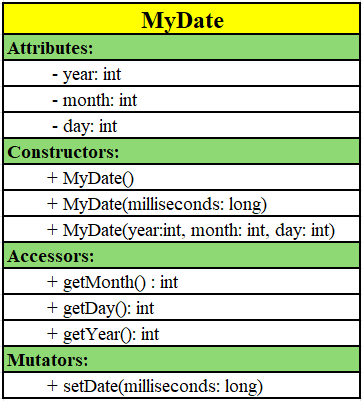 MyDate
Attributes:
- year: int
- month: int
- day: int
Constructors:
+ MyDate()
+ MyDate(milliseconds: long)
+ MyDate(year:int, month: int, day: int)
Accessors:
+ getMonth() : int
+ getDay(): int
+ getYear(): int
Mutators:
+ setDate(milliseconds: long)